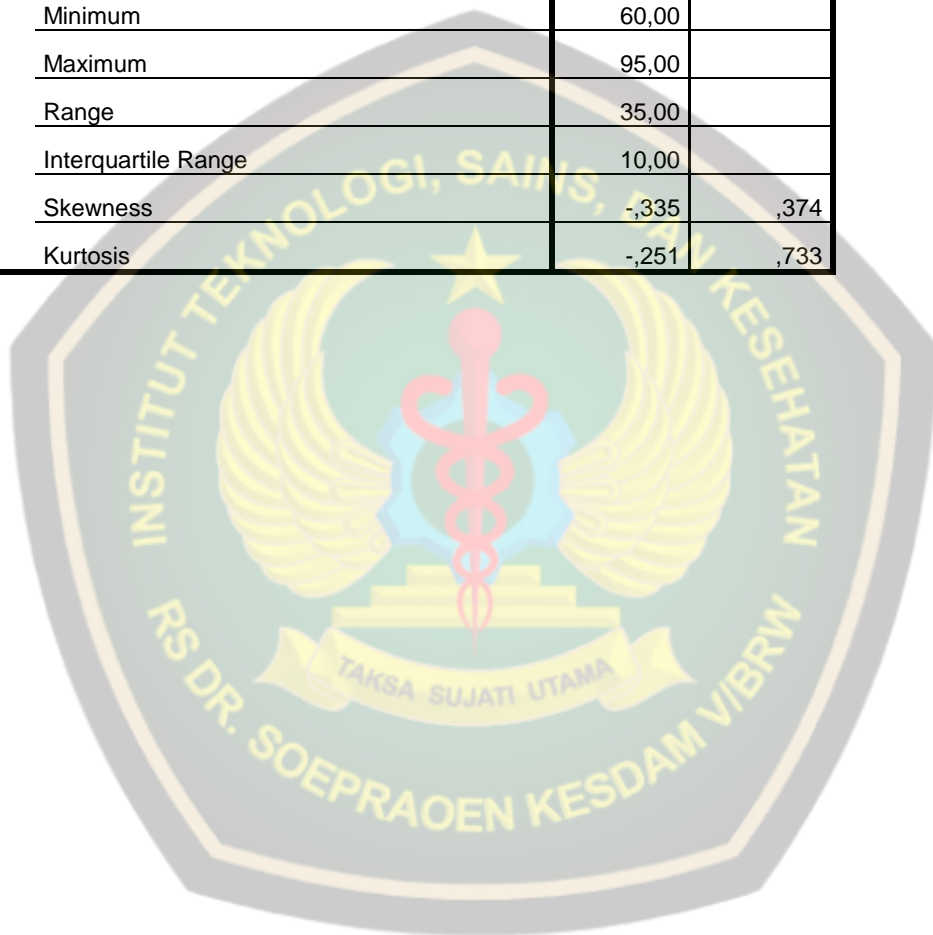 Minimum 60,00
Maximum 95,00
Range 35,00
Interquartile Range 10,00
Skewness -,335 ,374
Kurtosis -,251 ,733
INSTITUT TEKNOLOGI, SAINS, DAN KESEHATAN
TAKSA SUJATI UTAMA
RS DR. SOEPRAOEN KESDAM V/BRW